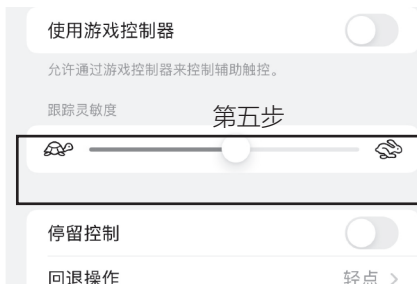 使用游戏控制器
允许通过游戏控制器来控制辅助触控。
跟踪灵敏度
第五步
停留控制
回退操作 轻点